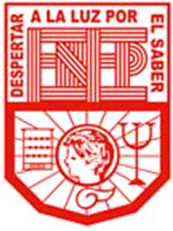 DESPERTAR
A LA LUZ POR
EL SABER
ENP